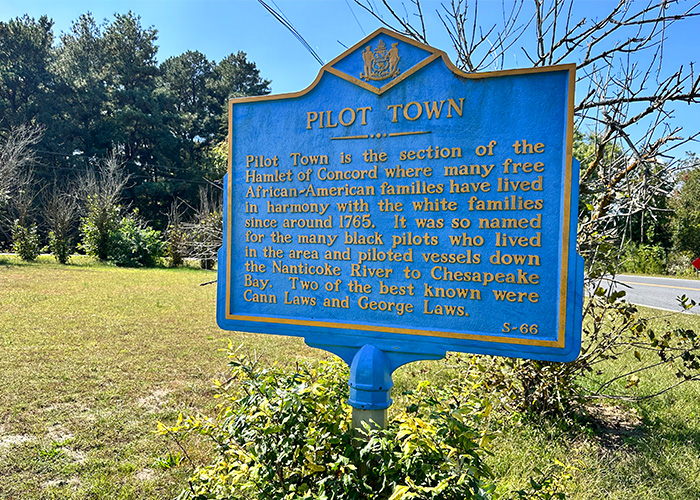 PILOT TOWN
Pilot Town is the section of the
Hamlet of Concord where many free
African-American families have lived
in harmony with the white families
since around 1765. It was so named
for the many black pilots who lived
in the area and piloted vessels down
the Nanticoke River to Chesapeake
Bay. Two of the best known were
Cann Laws and George Laws.
S-66